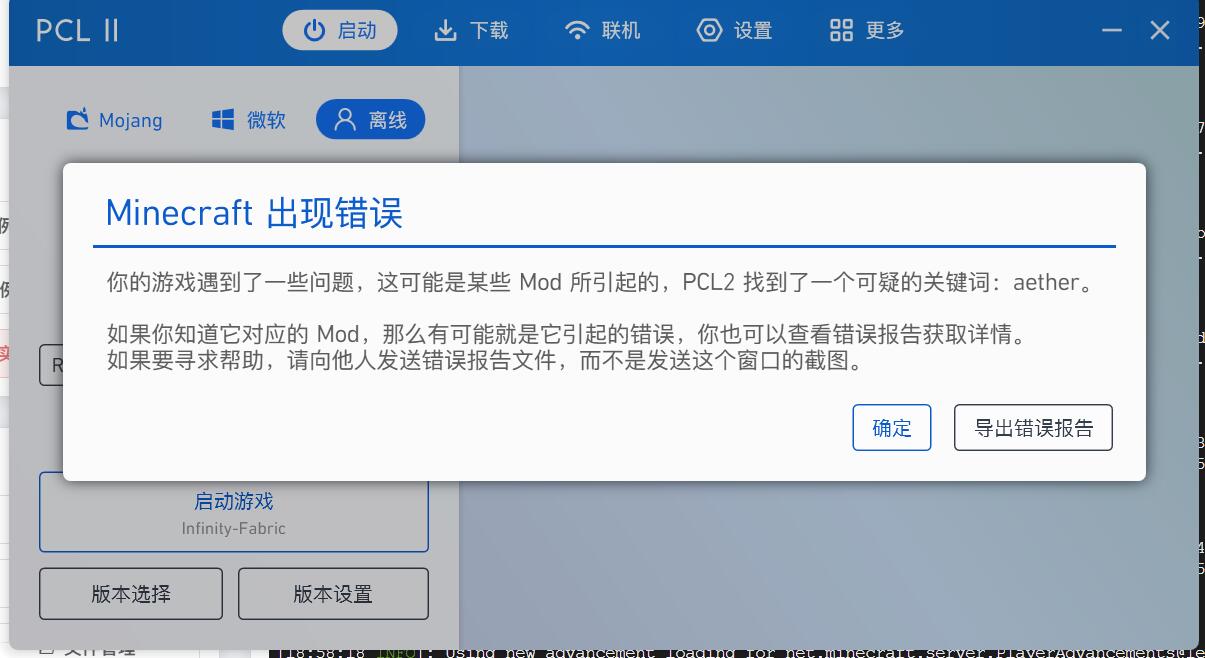 PCL II
启动
下载
联机
设置
更多
Mojang
微软
离线
Minecraft 出现错误
你的游戏遇到了一些问题，这可能是某些 Mod 所引起的，PCL2 找到了一个可疑的关键词：aether。
如果你知道它对应的 Mod，那么有可能就是它引起的错误，你也可以查看错误报告获取详情。
如果要寻求帮助，请向他人发送错误报告文件，而不是发送这个窗口的截图。
确定
导出错误报告
启动游戏
Infinity-Fabric
版本选择
版本设置
[18:58:18 INFO]: Using new advancement loading for net.minecraft.server.PlayerAdvancements@